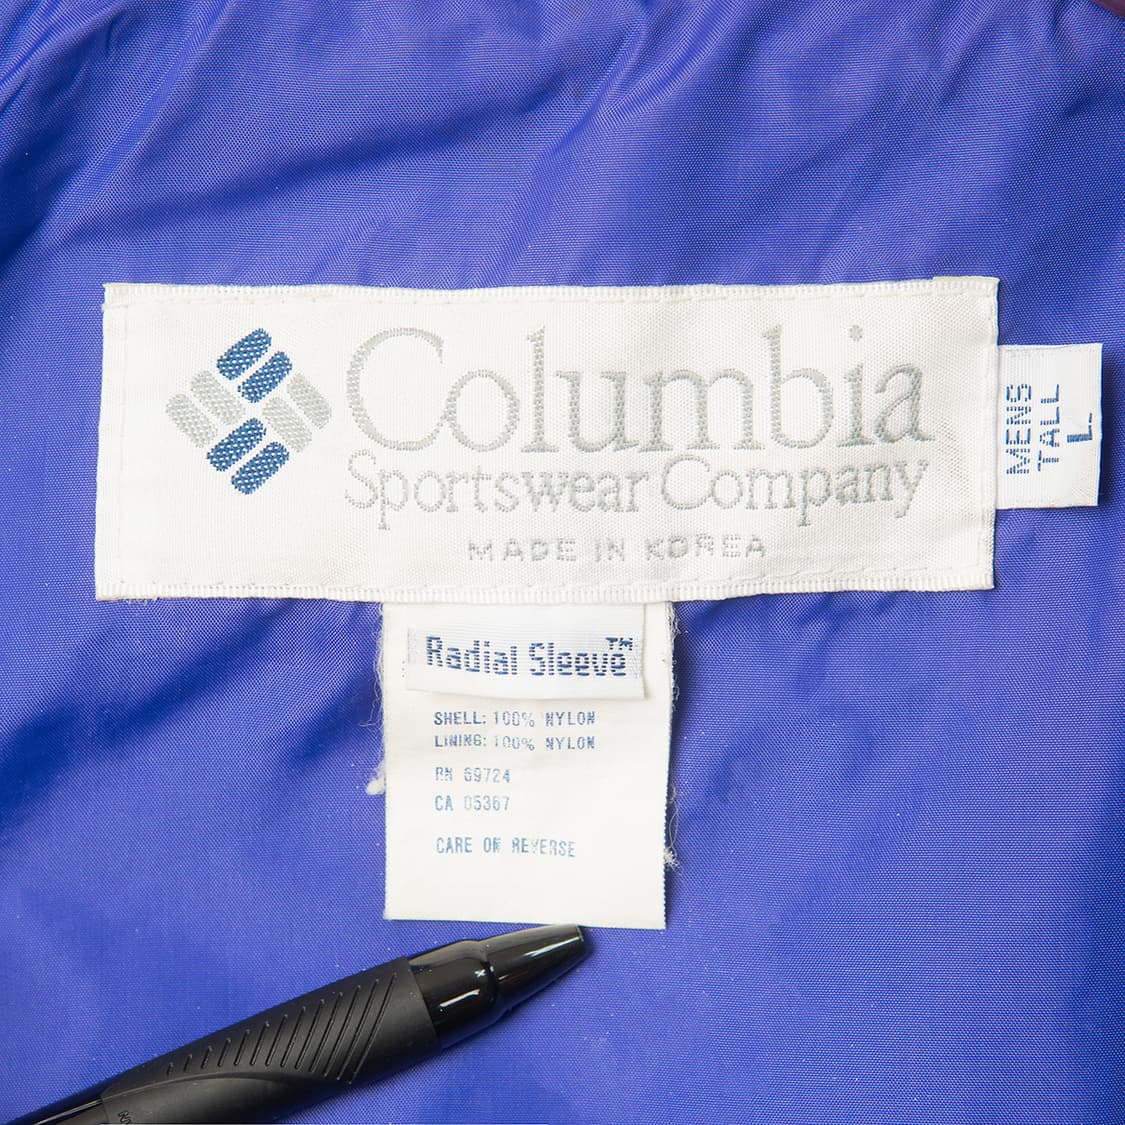 Columbia
Sportswear Company
MADE IN KOREA
MENS
TALL
L
Radial Sleeve™
SHELL: 100% NYLON
LINING: 100% NYLON
RN 69724
CA 05367
CARE ON REVERSE